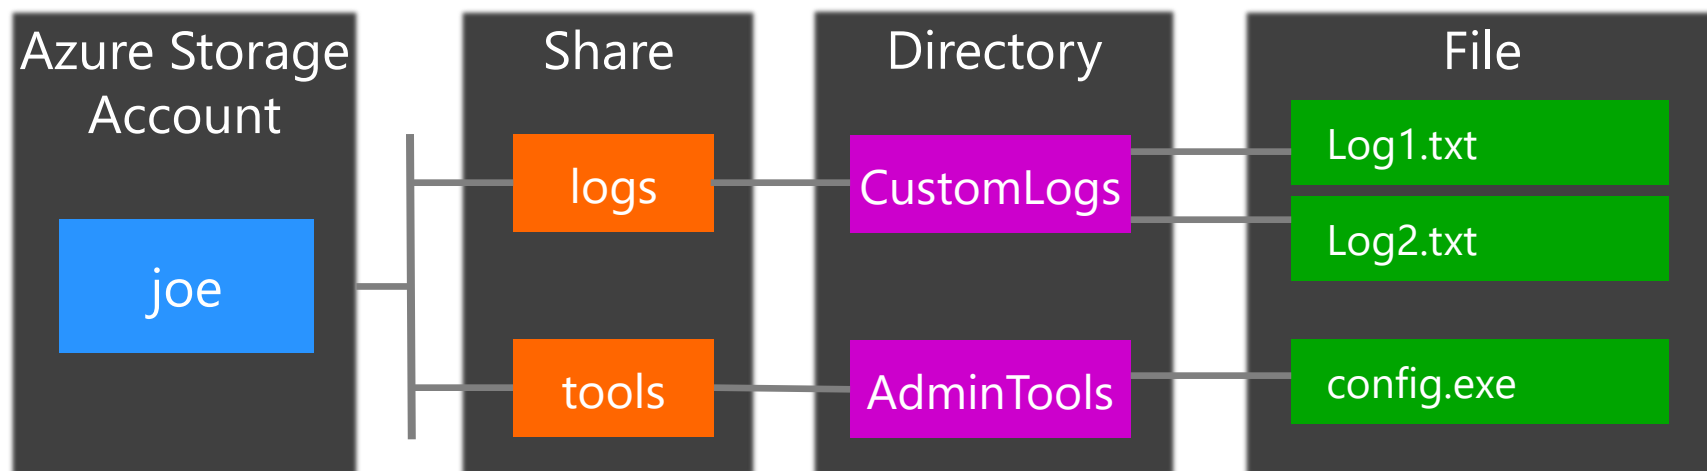 Azure Storage
Account
joe
Share
logs
tools
Directory
CustomLogs
AdminTools
File
Log1.txt
Log2.txt
config.exe